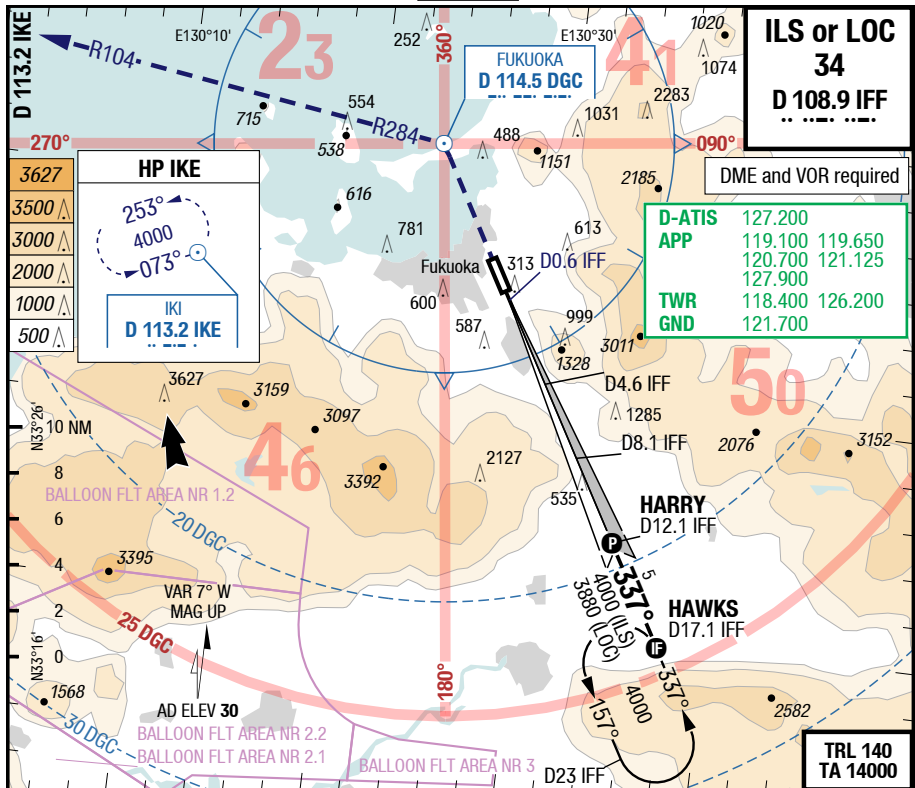 D 113.2 IKE
R104
E130°10'
23
252
360°
FUKUOKA
D 114.5 DGC
E130°30'
41
1020
1074
ILS or LOC
34
D 108.9 IFF
715
554
538
R284
488
1031
2283
1151
270°
090°
3627
3500
3000
2000
1000
500
HP IKE
253°
4000
073°
IKI
D 113.2 IKE
616
781
2185
DME and VOR required
D-ATIS 127.200
APP 119.100 119.650
120.700 121.125
127.900
TWR 118.400 126.200
GND 121.700
613
Fukuoka
313
D0.6 IFF
600
587
999
1328
3011
3627
3159
3097
3392
46
2127
D4.6 IFF
1285
50
2076
3152
D8.1 IFF
535
N33°26'
10 NM
8
6
4
2
0
N33°16'
BALLOON FLT AREA NR 1.2
20 DGC
HARRY
D12.1 IFF
P
5
337°
4000 (ILS)
3880 (LOC)
HAWKS
D17.1 IFF
IF
3395
VAR 7° W
MAG UP
25 DGC
180°
337°
4000
157°
2582
1568
AD ELEV 30
30 DGC
BALLOON FLT AREA NR 2.2
BALLOON FLT AREA NR 2.1
BALLOON FLT AREA NR 3
D23 IFF
TRL 140
TA 14000